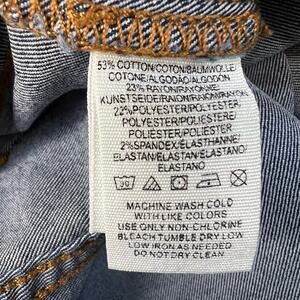 53% COTTON/COTON/BAUMWOLLE/
COTONE/ALGODÃO/ALGODÓN
23% RAYON/RAYONNE/
KUNSTSEIDE/RAYON/RAYON/RAYON
22% POLYESTER/POLYESTER/
POLYESTER/POLIESTERE/
POLIÉSTER/POLIÉSTER
2% SPANDEX/ÉLASTHANNE/
ELASTAN/ELASTAN/ELASTANO/
ELASTANO
30
MACHINE WASH COLD
WITH LIKE COLORS
USE ONLY NON-CHLORINE
BLEACH TUMBLE DRY LOW
LOW IRON AS NEEDED
DO NOT DRY CLEAN